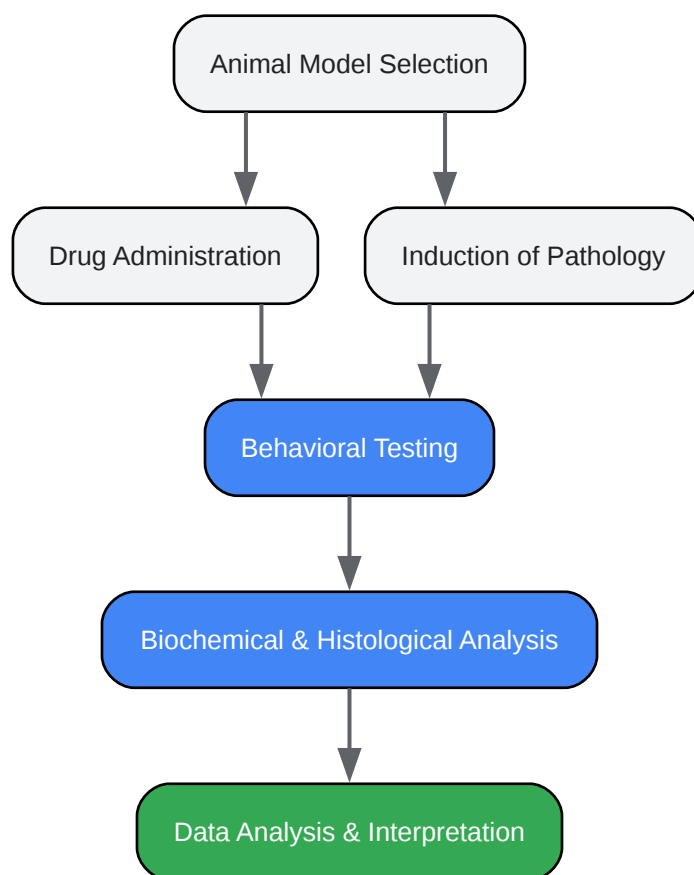 Animal Model Selection
Drug Administration
Induction of Pathology
Behavioral Testing
Biochemical & Histological Analysis
Data Analysis & Interpretation